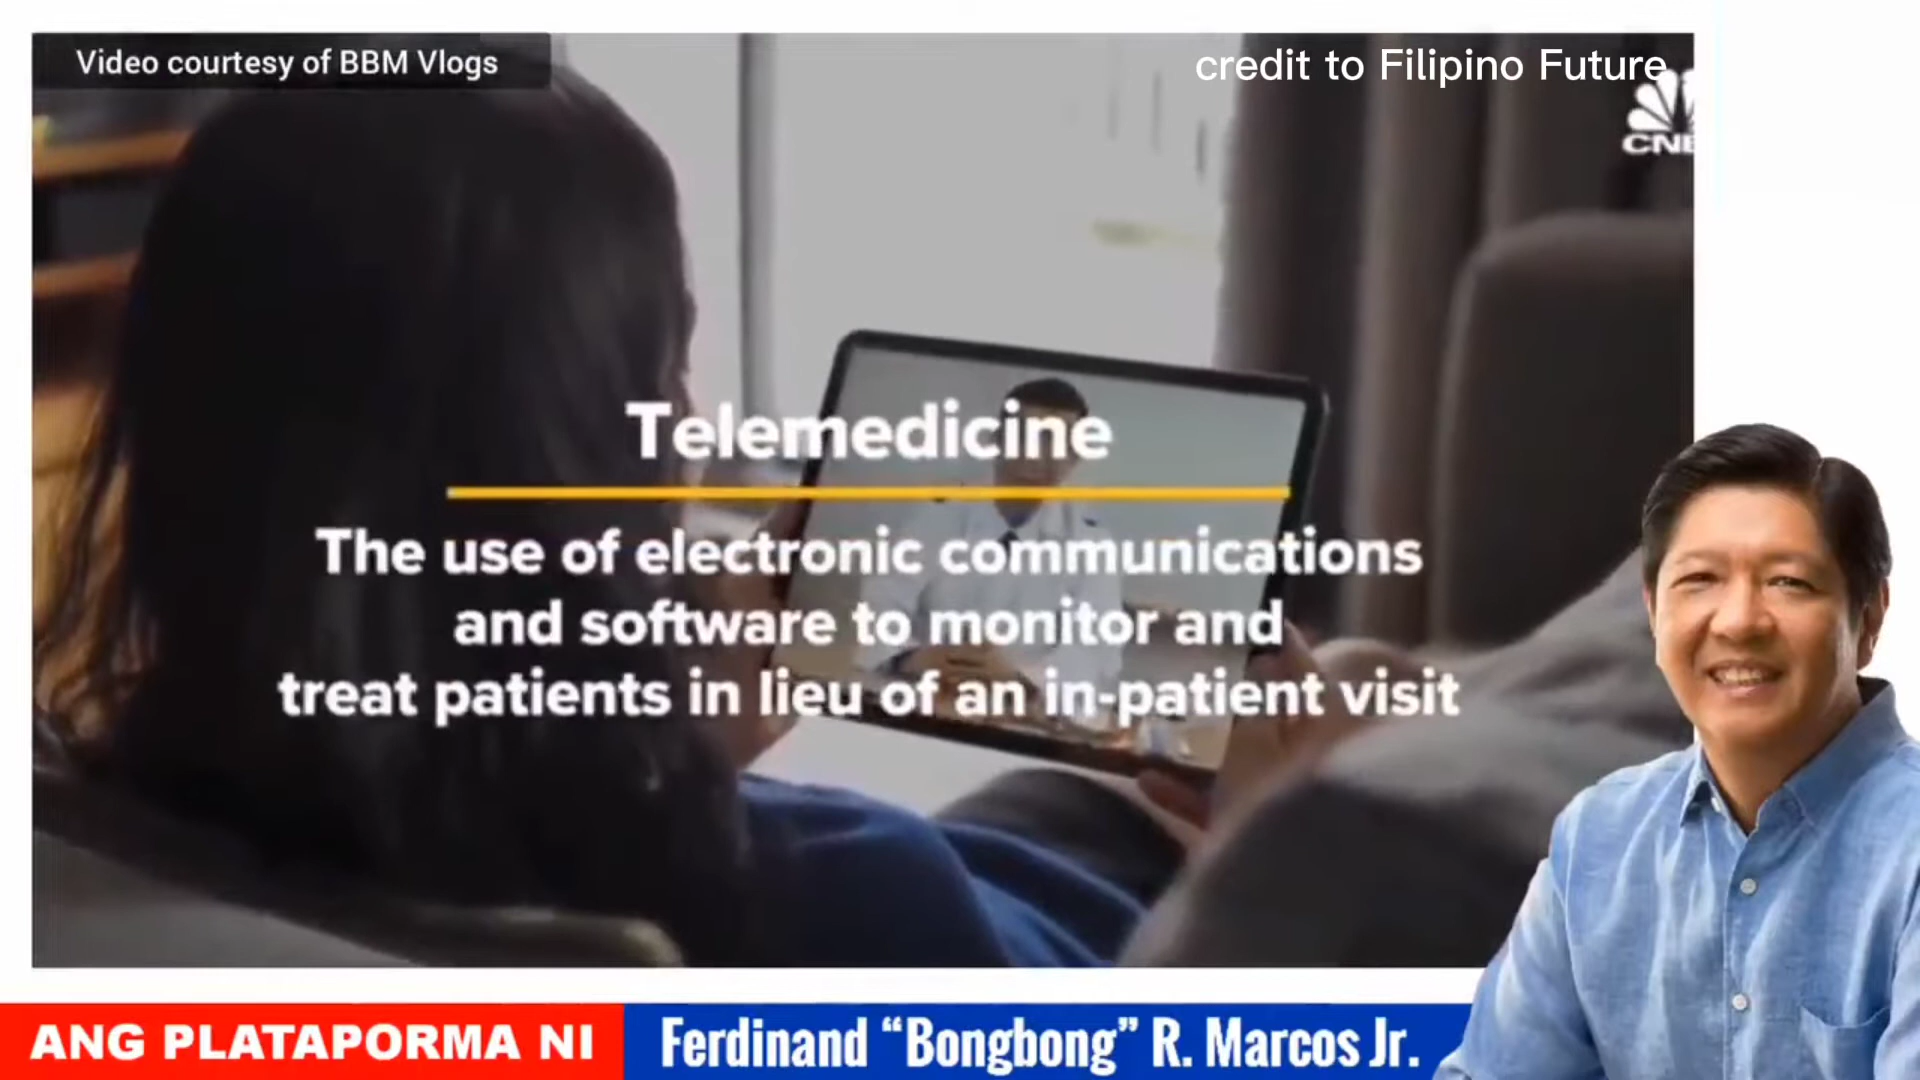 Video courtesy of BBM Vlogs
credit to Filipino Future
Telemedicine
The use of electronic communications
and software to monitor and
treat patients in lieu of an in-patient visit
ANG PLATAPORMA NI
Ferdinand “Bongbong” R. Marcos Jr.